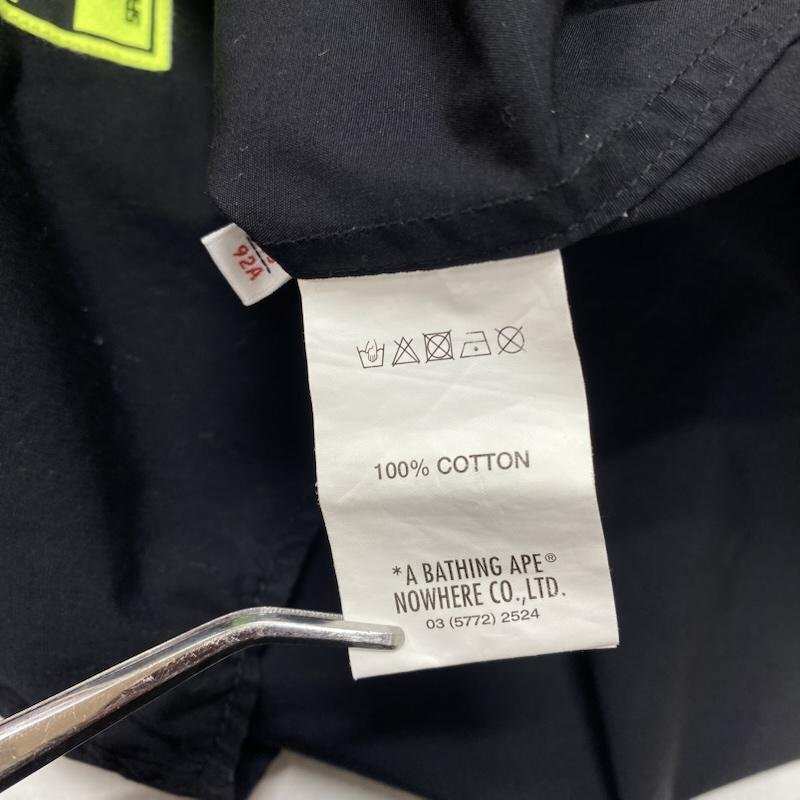 92A
100% COTTON
*A BATHING APE®
NOWHERE CO.,LTD.
03 (5772) 2524